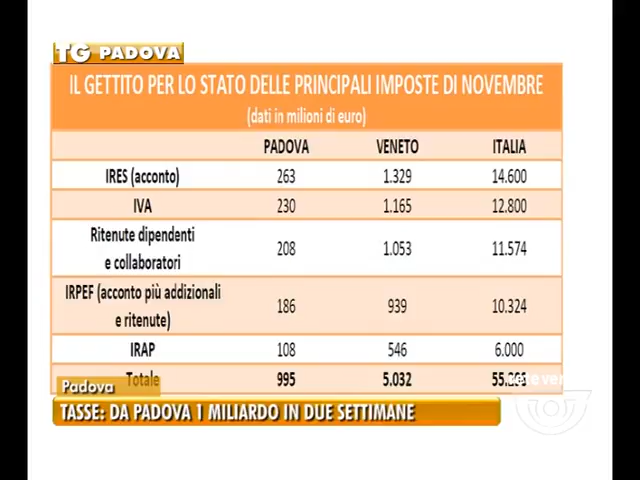 TG PADOVA
IL GETTITO PER LO STATO DELLE PRINCIPALI IMPOSTE DI NOVEMBRE
(dati in milioni di euro)
PADOVA VENETO ITALIA
IRES (acconto) 263 1.329 14.600
IVA 230 1.165 12.800
Ritenute dipendenti
e collaboratori 208 1.053 11.574
IRPEF (acconto più addizionali
e ritenute) 186 939 10.324
IRAP 108 546 6.000
Totale 995 5.032
Padova
TASSE: DA PADOVA 1 MILIARDO IN DUE SETTIMANE